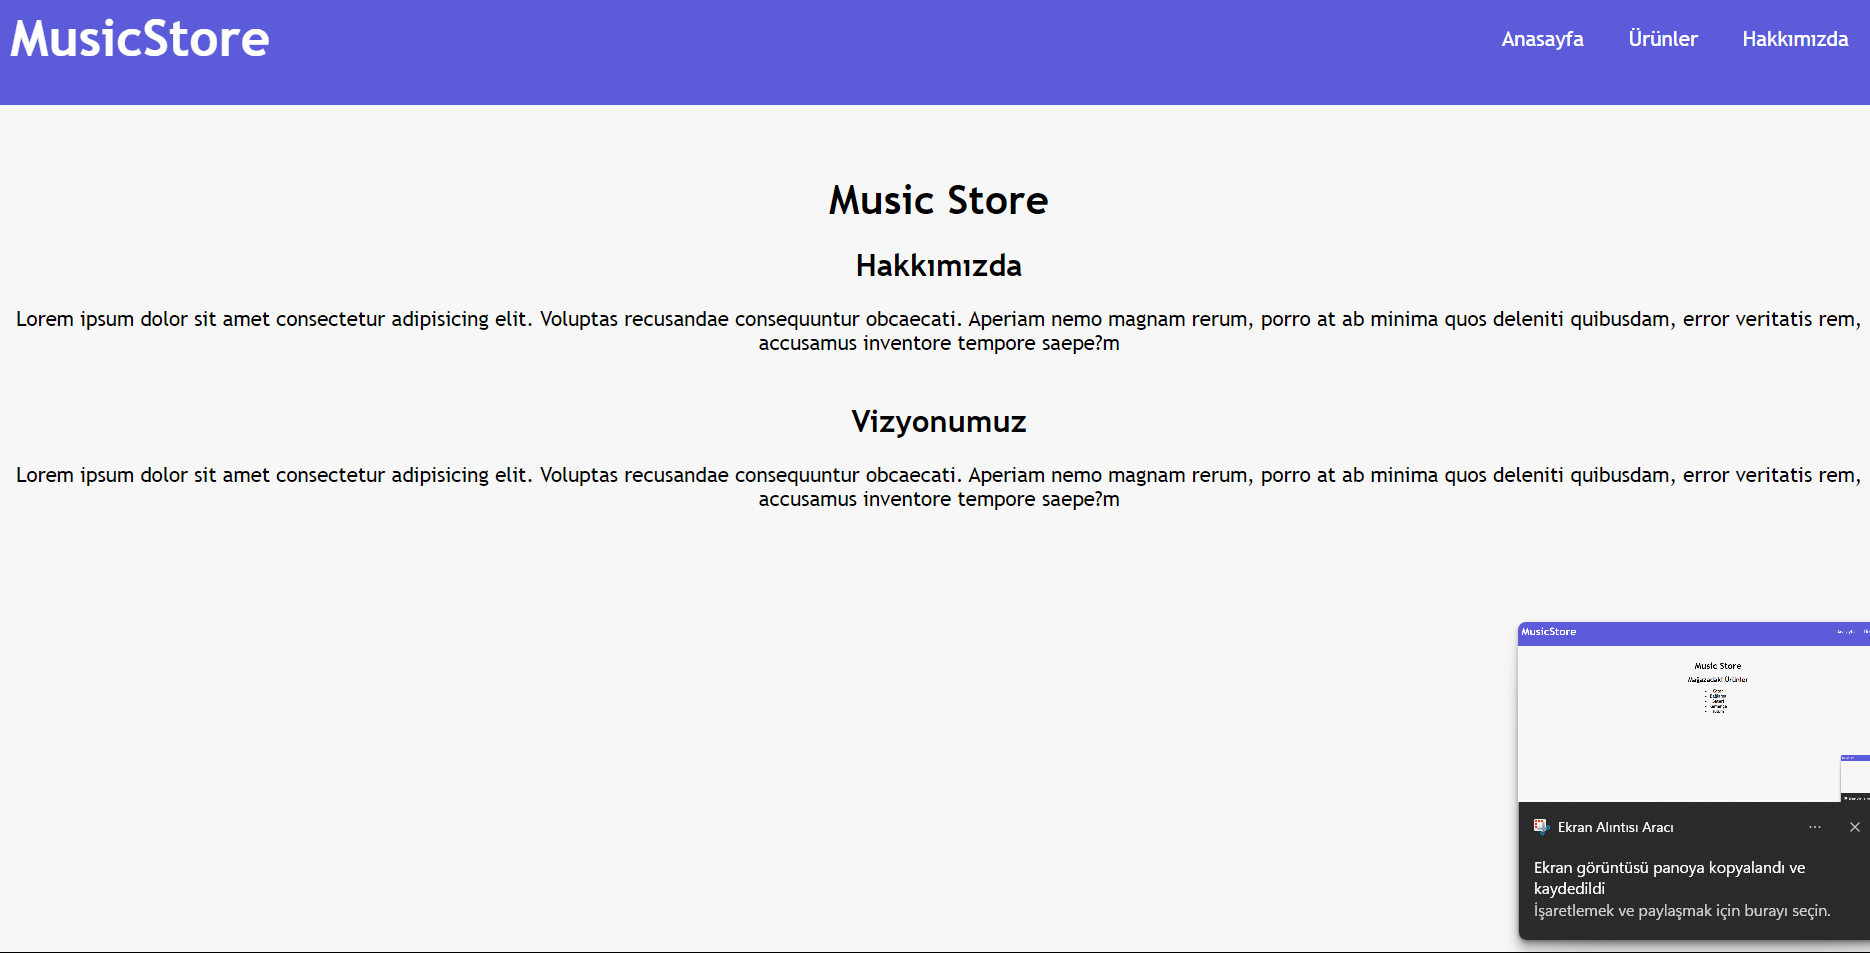 MusicStore
Anasayfa Ürünler Hakkımızda
Music Store
Hakkımızda
Lorem ipsum dolor sit amet consectetur adipisicing elit. Voluptas recusandae consequuntur obcaecati. Aperiam nemo magnam rerum, porro at ab minima quos deleniti quibusdam, error veritatis rem,
accusamus inventore tempore saepe?m
Vizyonumuz
Lorem ipsum dolor sit amet consectetur adipisicing elit. Voluptas recusandae consequuntur obcaecati. Aperiam nemo magnam rerum, porro at ab minima quos deleniti quibusdam, error veritatis rem,
accusamus inventore tempore saepe?m
MusicStore
Music Store
Mağazadaki Ürünler
Ekran Alıntısı Aracı
Ekran görüntüsü panoya kopyalandı ve
kaydedildi
İşaretlemek ve paylaşmak için burayı seçin.